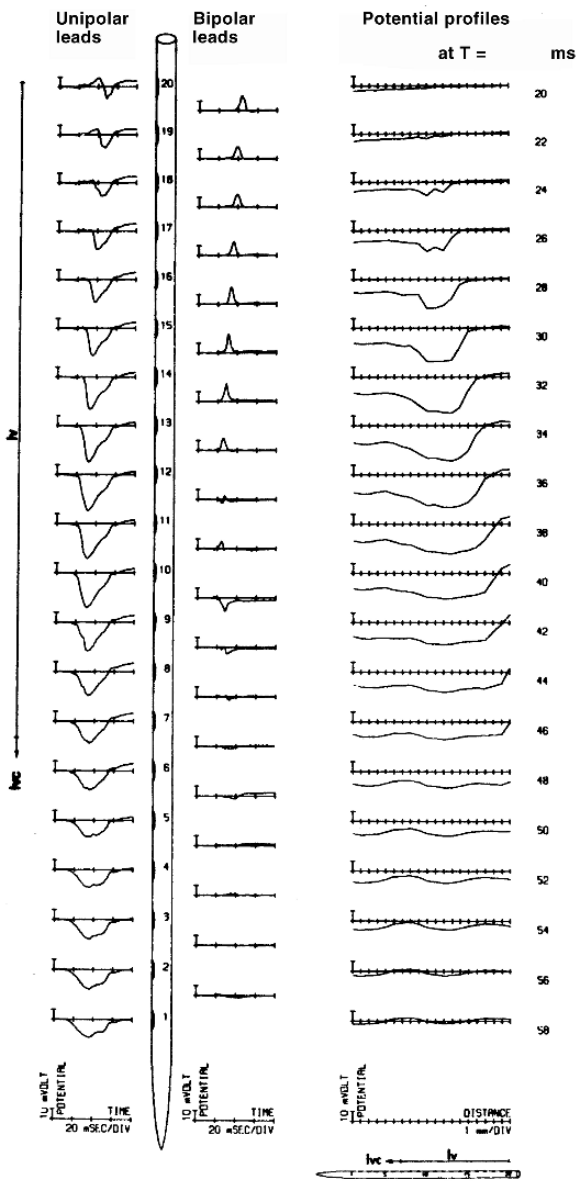 Unipolar leads
Bipolar leads
Potential profiles
at T = ms
20
19
18
17
16
15
14
13
12
11
10
9
8
7
6
5
4
3
2
1
lv
lvc
20
22
24
26
28
30
32
34
36
38
40
42
44
46
48
50
52
54
56
58
10 mVOLT
POTENTIAL
TIME
20 mSEC/DIV
10 mVOLT
POTENTIAL
TIME
20 mSEC/DIV
10 mVOLT
POTENTIAL
DISTANCE
1 mm/DIV
lvc
lv